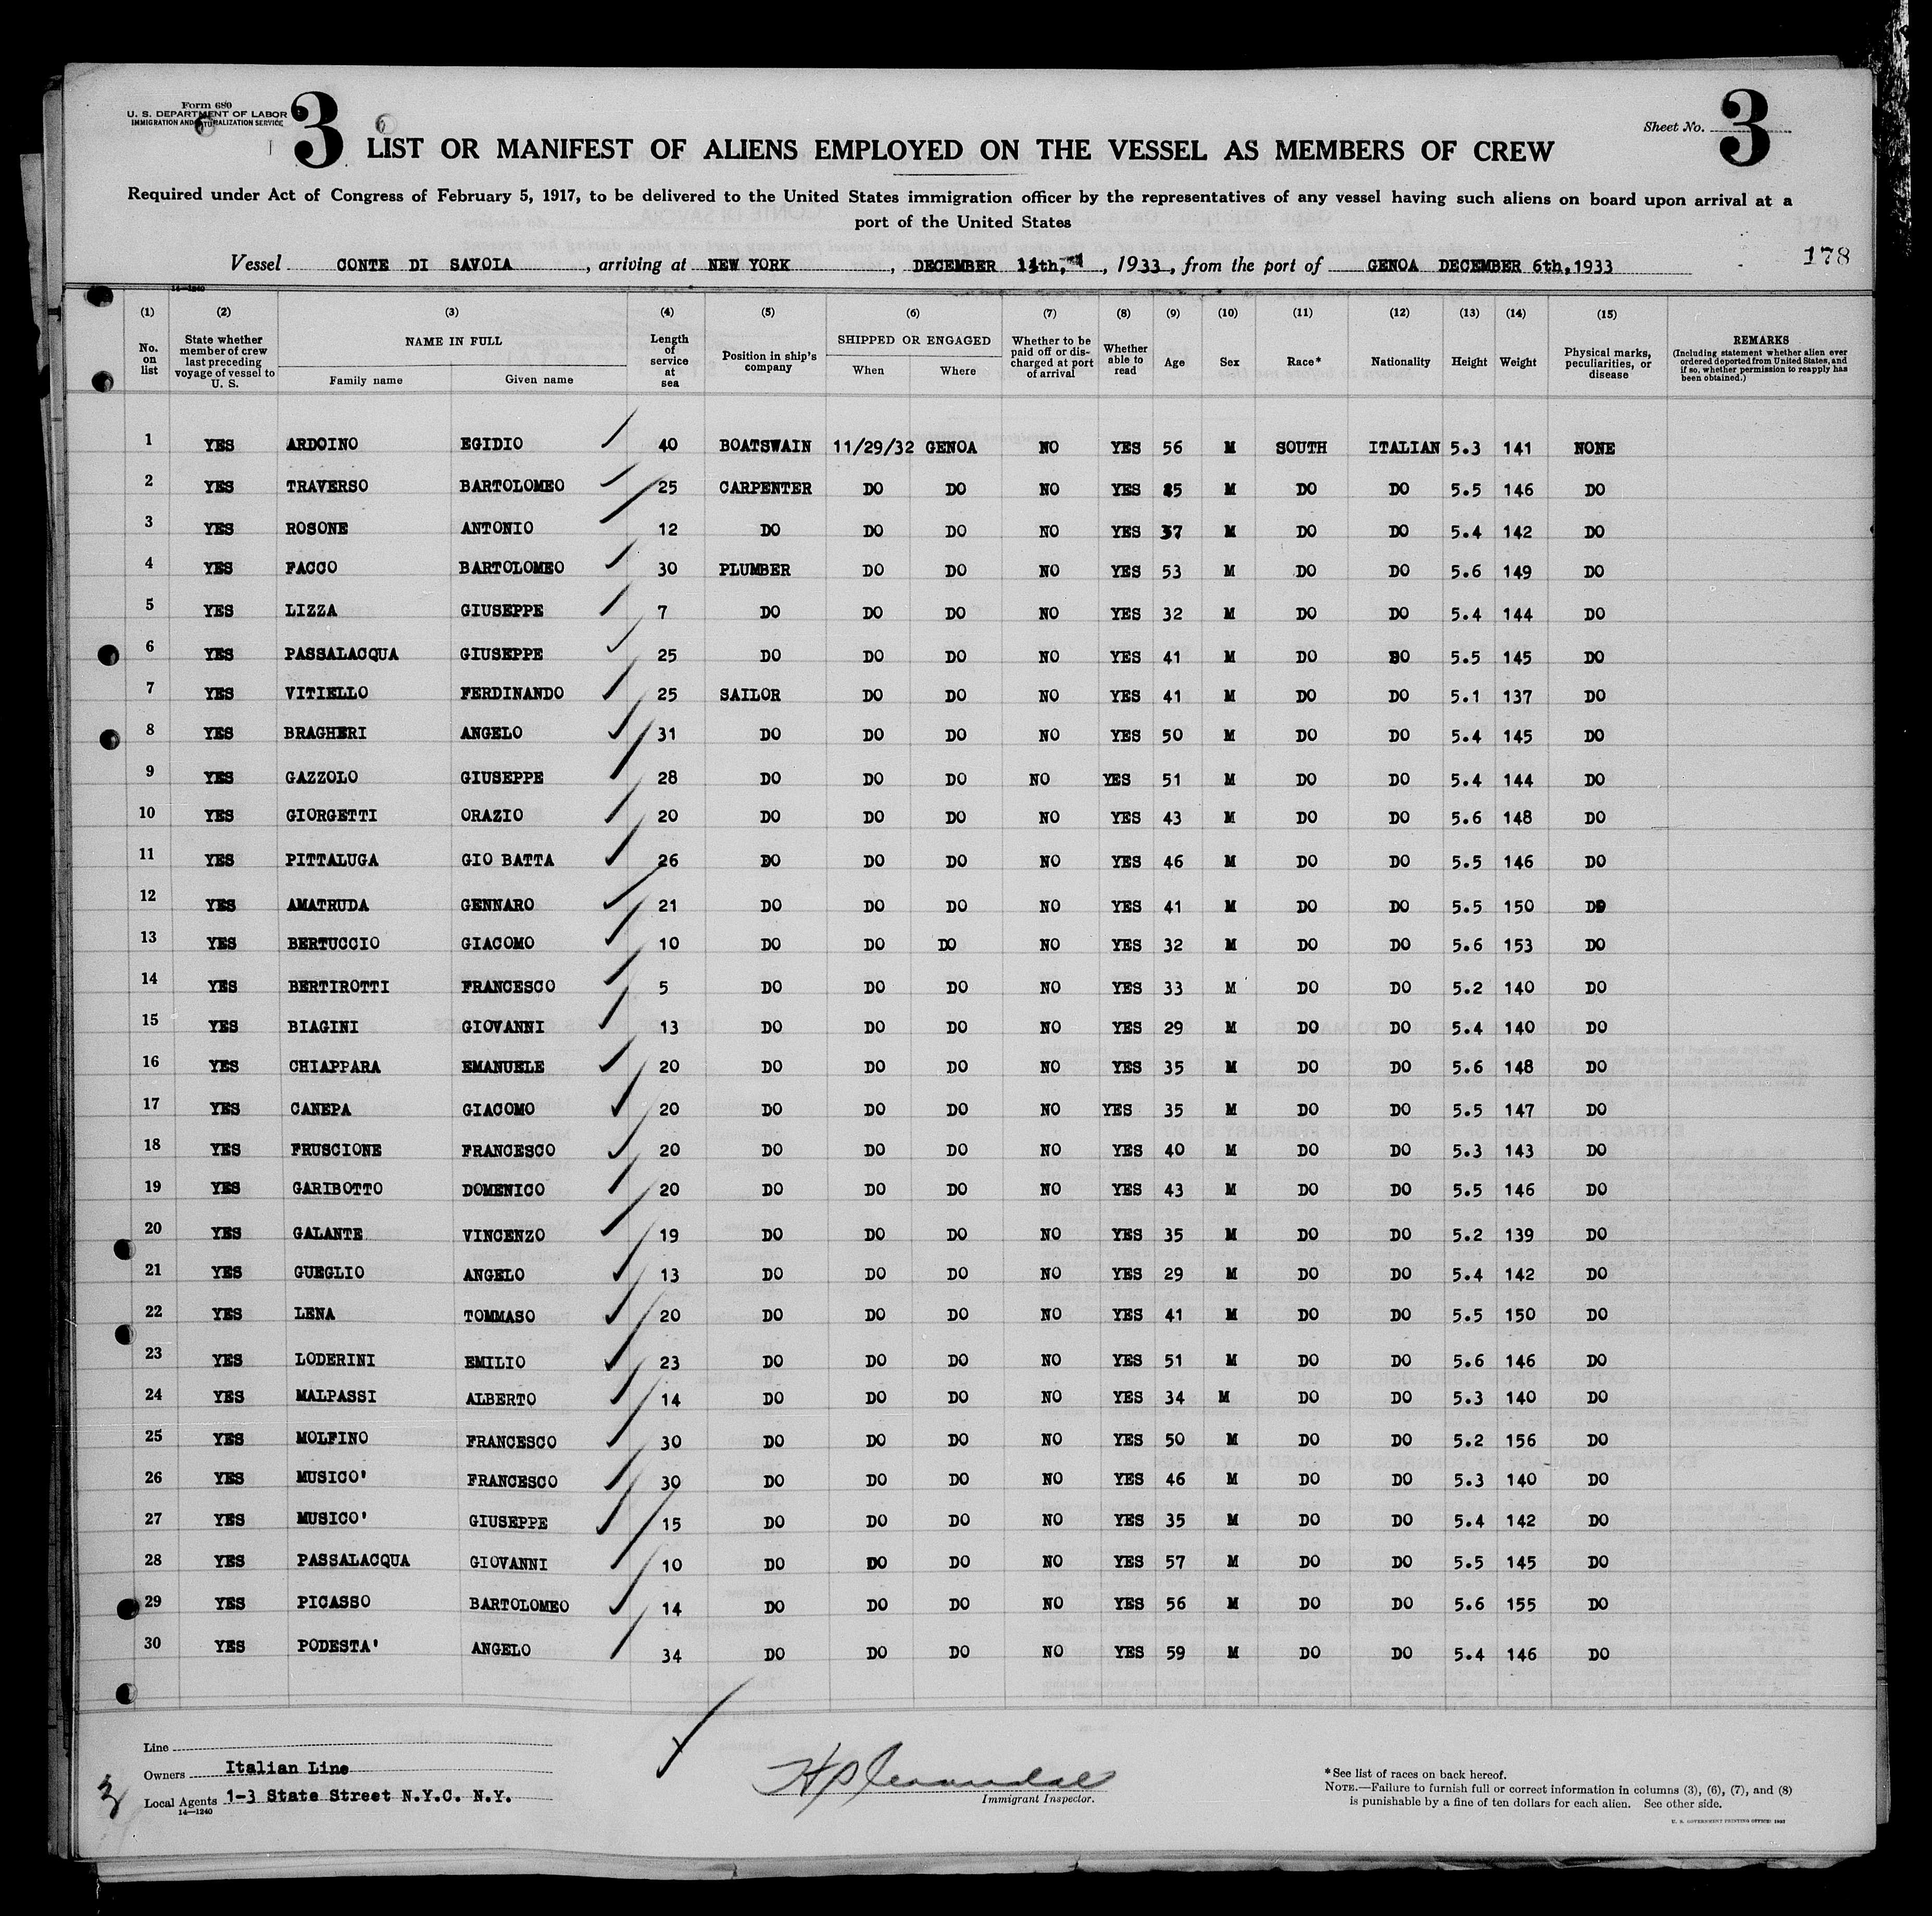 Form 680
U. S. DEPARTMENT OF LABOR
IMMIGRATION AND NATURALIZATION SERVICE
3
Sheet No. 3
LIST OR MANIFEST OF ALIENS EMPLOYED ON THE VESSEL AS MEMBERS OF CREW
Required under Act of Congress of February 5, 1917, to be delivered to the United States immigration officer by the representatives of any vessel having such aliens on board upon arrival at a
port of the United States
178
Vessel CONTE DI SAVOIA, arriving at NEW YORK, DECEMBER 14th, 1933, from the port of GENOA DECEMBER 6th, 1933
14—1240
(1) (2) (3) (4) (5) (6) (7) (8) (9) (10) (11) (12) (13) (14) (15)
No. on list | State whether member of crew last preceding voyage of vessel to U. S. | NAME IN FULL Family name Given name | Length of service at sea | Position in ship's company | SHIPPED OR ENGAGED When Where | Whether to be paid off or discharged at port of arrival | Whether able to read | Age | Sex | Race* | Nationality | Height | Weight | Physical marks, peculiarities, or disease | REMARKS (Including statement whether alien ever ordered deported from United States, and if so, whether permission to reapply has been obtained.)
1 YES ARDOINO EGIDIO 40 BOATSWAIN 11/29/32 GENOA NO YES 56 M SOUTH ITALIAN 5.3 141 NONE
2 YES TRAVERSO BARTOLOMEO 25 CARPENTER DO DO NO YES M DO DO 5.5 146 DO
3 YES ROSONE ANTONIO 12 DO DO DO NO YES 37 M DO DO 5.4 142 DO
4 YES FACCO BARTOLOMEO 30 PLUMBER DO DO NO YES 53 M DO DO 5.6 149 DO
5 YES LIZZA GIUSEPPE 7 DO DO DO NO YES 32 M DO DO 5.4 144 DO
6 YES PASSALACQUA GIUSEPPE 25 DO DO DO NO YES 41 M DO DO 5.5 145 DO
7 YES VITIELLO FERDINANDO 25 SAILOR DO DO NO YES 41 M DO DO 5.1 137 DO
8 YES BRAGHERI ANGELO 31 DO DO DO NO YES 50 M DO DO 5.4 145 DO
9 YES GAZZOLO GIUSEPPE 28 DO DO DO NO YES 51 M DO DO 5.4 144 DO
10 YES GIORGETTI ORAZIO 20 DO DO DO NO YES 43 M DO DO 5.6 148 DO
11 YES PITTALUGA GIO BATTA 26 DO DO DO NO YES 46 M DO DO 5.5 146 DO
12 YES AMATRUDA GENNARO 21 DO DO DO NO YES 41 M DO DO 5.5 150 DO
13 YES BERTUCCIO GIACOMO 10 DO DO DO NO YES 32 M DO DO 5.6 153 DO
14 YES BERTIROTTI FRANCESCO 5 DO DO DO NO YES 33 M DO DO 5.2 140 DO
15 YES BIAGINI GIOVANNI 13 DO DO DO NO YES 29 M DO DO 5.4 140 DO
16 YES CHIAPPARA EMANUELE 20 DO DO DO NO YES 35 M DO DO 5.6 148 DO
17 YES CANEPA GIACOMO 20 DO DO DO NO YES 35 M DO DO 5.5 147 DO
18 YES FRUSCIONE FRANCESCO 20 DO DO DO NO YES 40 M DO DO 5.3 143 DO
19 YES GARIBOTTO DOMENICO 20 DO DO DO NO YES 43 M DO DO 5.5 146 DO
20 YES GALANTE VINCENZO 19 DO DO DO NO YES 35 M DO DO 5.2 139 DO
21 YES GUEGLIO ANGELO 13 DO DO DO NO YES 29 M DO DO 5.4 142 DO
22 YES LENA TOMMASO 20 DO DO DO NO YES 41 M DO DO 5.5 150 DO
23 YES LODERINI EMILIO 23 DO DO DO NO YES 51 M DO DO 5.6 146 DO
24 YES MALPASSI ALBERTO 14 DO DO DO NO YES 34 M DO DO 5.3 140 DO
25 YES MOLFINO FRANCESCO 30 DO DO DO NO YES 50 M DO DO 5.2 156 DO
26 YES MUSICO' FRANCESCO 30 DO DO DO NO YES 46 M DO DO 5.3 140 DO
27 YES MUSICO' GIUSEPPE 15 DO DO DO NO YES 35 M DO DO 5.4 142 DO
28 YES PASSALACQUA GIOVANNI 10 DO DO DO NO YES 57 M DO DO 5.5 145 DO
29 YES PICASSO BARTOLOMEO 14 DO DO DO NO YES 56 M DO DO 5.6 155 DO
30 YES PODESTA' ANGELO 34 DO DO DO NO YES 59 M DO DO 5.4 146 DO
Line
Owners Italian Line
Local Agents 1-3 State Street N.Y.C. N.Y.
14—1240
3
Immigrant Inspector.
*See list of races on back hereof.
NOTE.—Failure to furnish full or correct information in columns (3), (6), (7), and (8)
is punishable by a fine of ten dollars for each alien. See other side.
U. S. GOVERNMENT PRINTING OFFICE: 1933